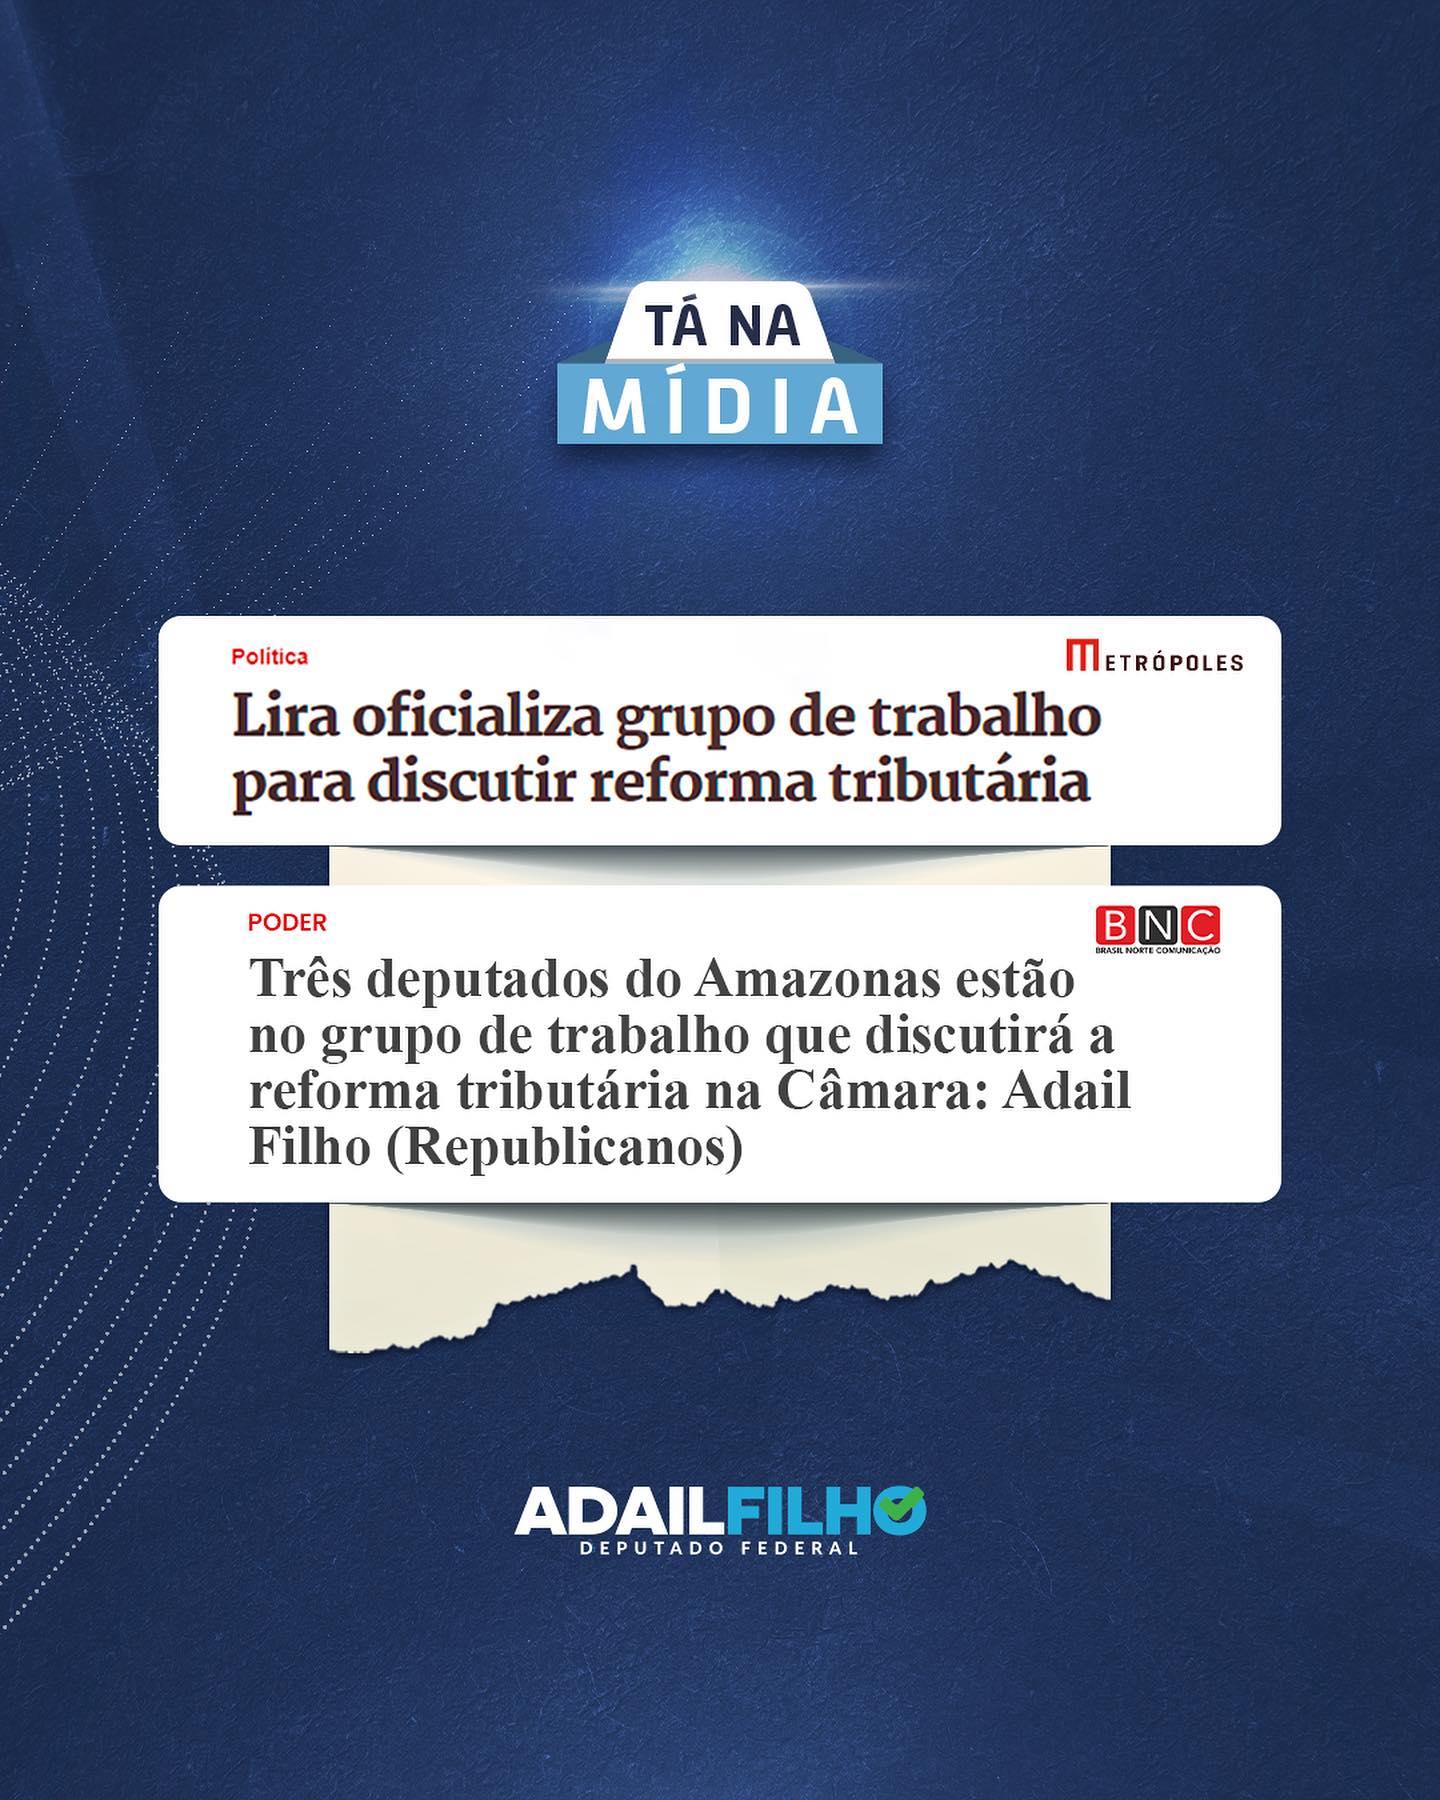 TÁ NA
MÍDIA
Política
METRÓPOLES
Lira oficializa grupo de trabalho
para discutir reforma tributária
PODER
BNC
BRASIL NORTE COMUNICAÇÃO
Três deputados do Amazonas estão
no grupo de trabalho que discutirá a
reforma tributária na Câmara: Adail
Filho (Republicanos)
ADAILFILHO
DEPUTADO FEDERAL